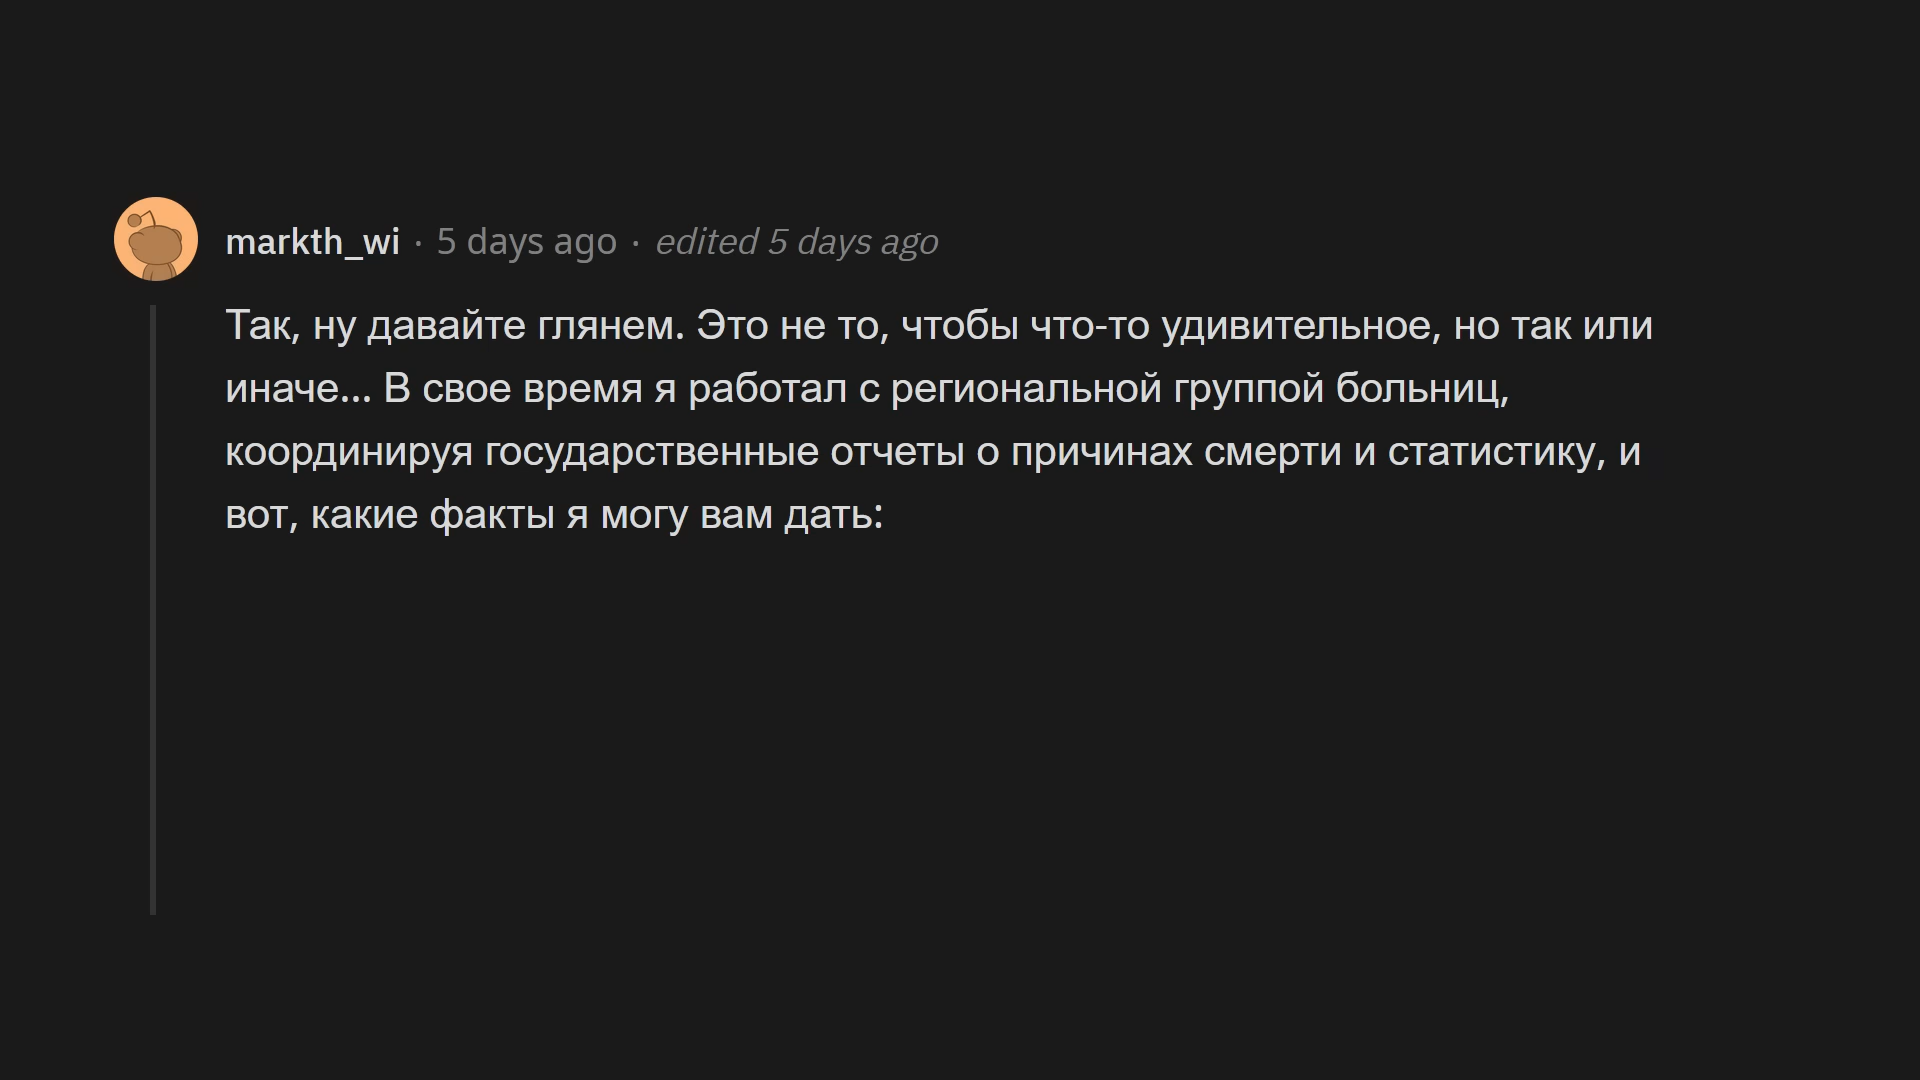 markth_wi · 5 days ago · edited 5 days ago
Так, ну давайте глянем. Это не то, чтобы что-то удивительное, но так или
иначе... В свое время я работал с региональной группой больниц,
координируя государственные отчеты о причинах смерти и статистику, и
вот, какие факты я могу вам дать: